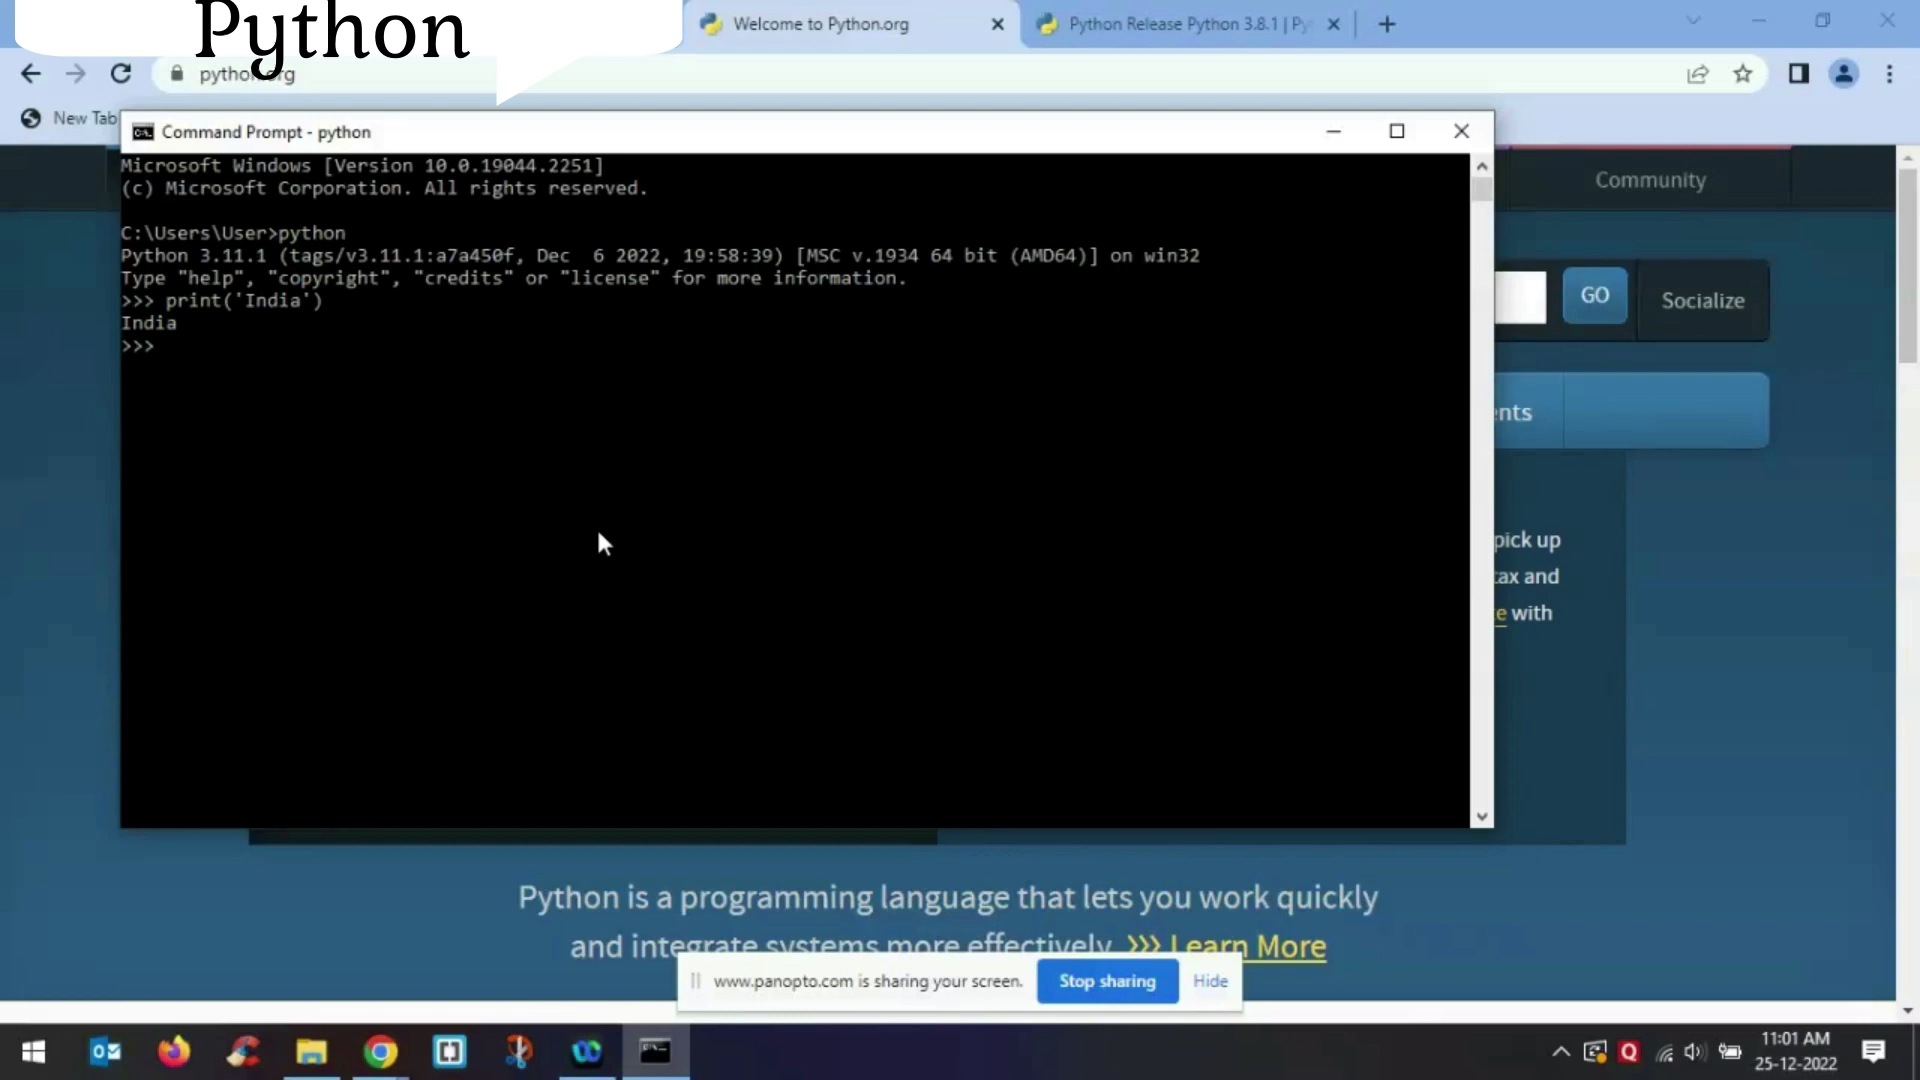 Python
Welcome to Python.org
Python Release Python 3.8.1 | Py
python.org
New Tab
Command Prompt - python
Microsoft Windows [Version 10.0.19044.2251]
(c) Microsoft Corporation. All rights reserved.
C:\Users\User>python
Python 3.11.1 (tags/v3.11.1:a7a450f, Dec  6 2022, 19:58:39) [MSC v.1934 64 bit (AMD64)] on win32
Type "help", "copyright", "credits" or "license" for more information.
>>> print('India')
India
>>>
Community
GO
Socialize
ents
pick up
tax and
e with
Python is a programming language that lets you work quickly
and integrate systems more effectively. >>> Learn More
www.panopto.com is sharing your screen.
Stop sharing
Hide
11:01 AM
25-12-2022